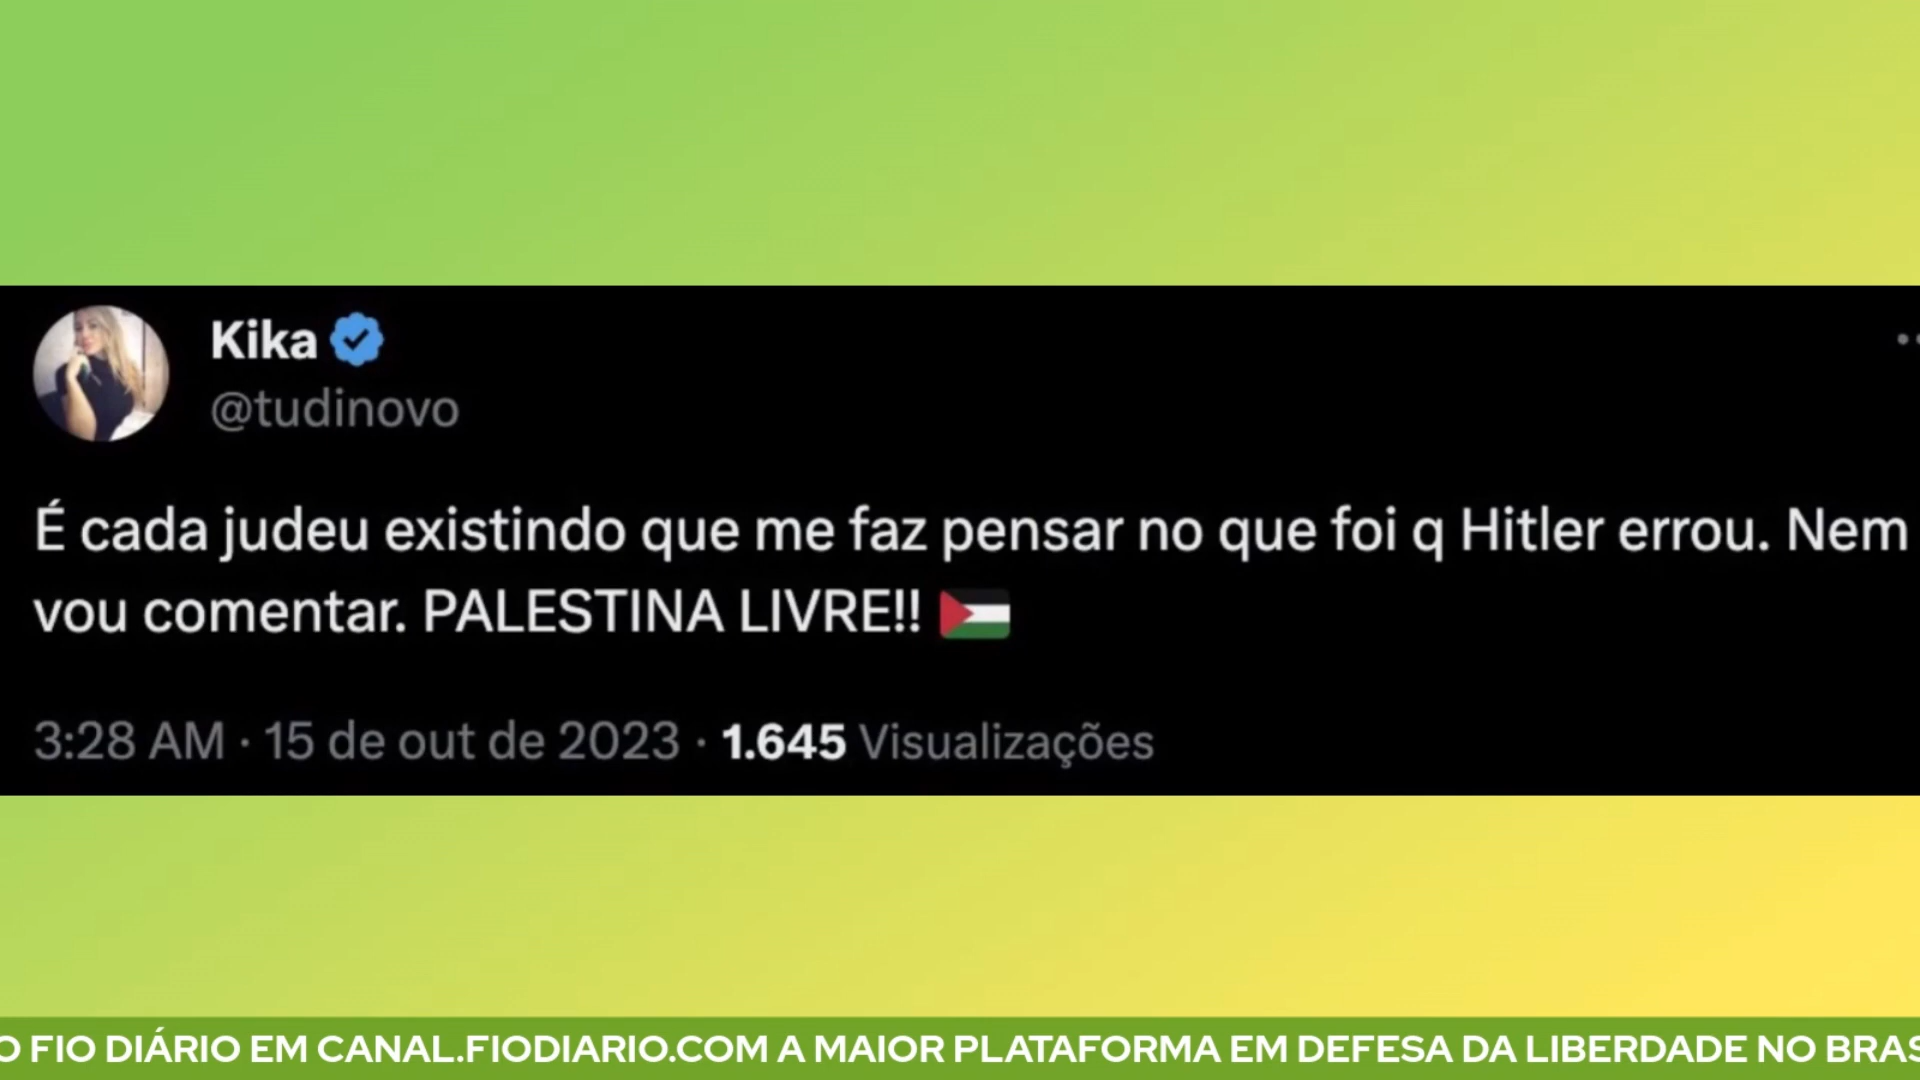 Kika
@tudinovo
É cada judeu existindo que me faz pensar no que foi q Hitler errou. Nem
vou comentar. PALESTINA LIVRE!! 🇵🇸
3:28 AM · 15 de out de 2023 · 1.645 Visualizações
O FIO DIÁRIO EM CANAL.FIODIARIO.COM A MAIOR PLATAFORMA EM DEFESA DA LIBERDADE NO BRAS